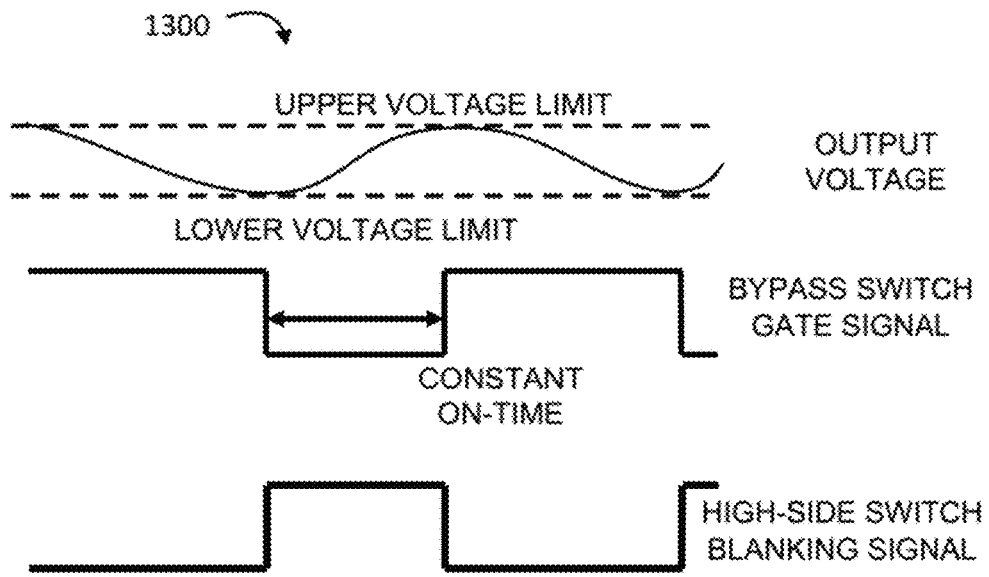 1300
UPPER VOLTAGE LIMIT
OUTPUT
VOLTAGE
LOWER VOLTAGE LIMIT
BYPASS SWITCH
GATE SIGNAL
CONSTANT
ON-TIME
HIGH-SIDE SWITCH
BLANKING SIGNAL